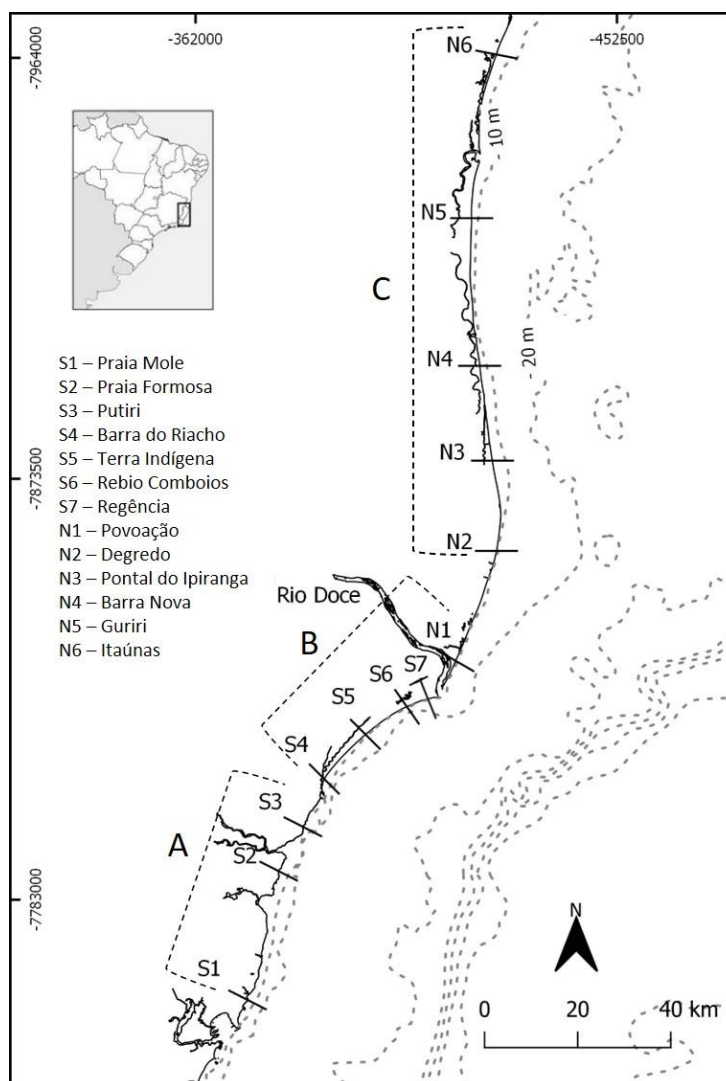 -362000
-452500
-7964000
N6
10 m
N5
C
S1 – Praia Mole
S2 – Praia Formosa
S3 – Putiri
S4 – Barra do Riacho
S5 – Terra Indígena
S6 – Rebio Comboios
S7 – Regência
N1 – Povoação
N2 – Degredo
N3 – Pontal do Ipiranga
N4 – Barra Nova
N5 – Guriri
N6 – Itaúnas
20 m
N4
N3
-7873500
N2
Rio Doce
N1
B
S7
S6
S5
S4
S3
A
S2
-7783000
N
S1
0 20 40 km